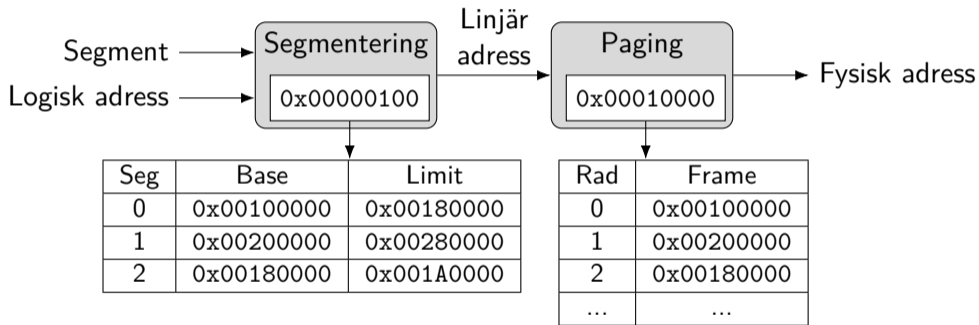 Segment
Logisk adress
Segmentering
0x00000100
Linjär
adress
Paging
0x00010000
Fysisk adress
Seg Base Limit
0 0x00100000 0x00180000
1 0x00200000 0x00280000
2 0x00180000 0x001A0000
Rad Frame
0 0x00100000
1 0x00200000
2 0x00180000
... ...